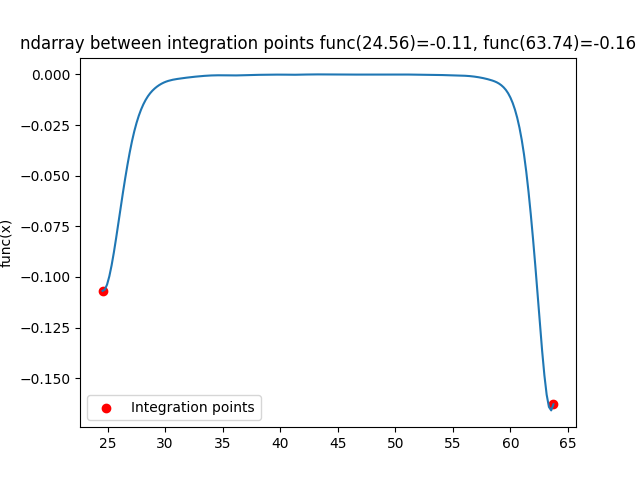 ndarray between integration points func(24.56)=-0.11, func(63.74)=-0.16
0.000
−0.025
−0.050
−0.075
−0.100
−0.125
−0.150
func(x)
Integration points
25 30 35 40 45 50 55 60 65